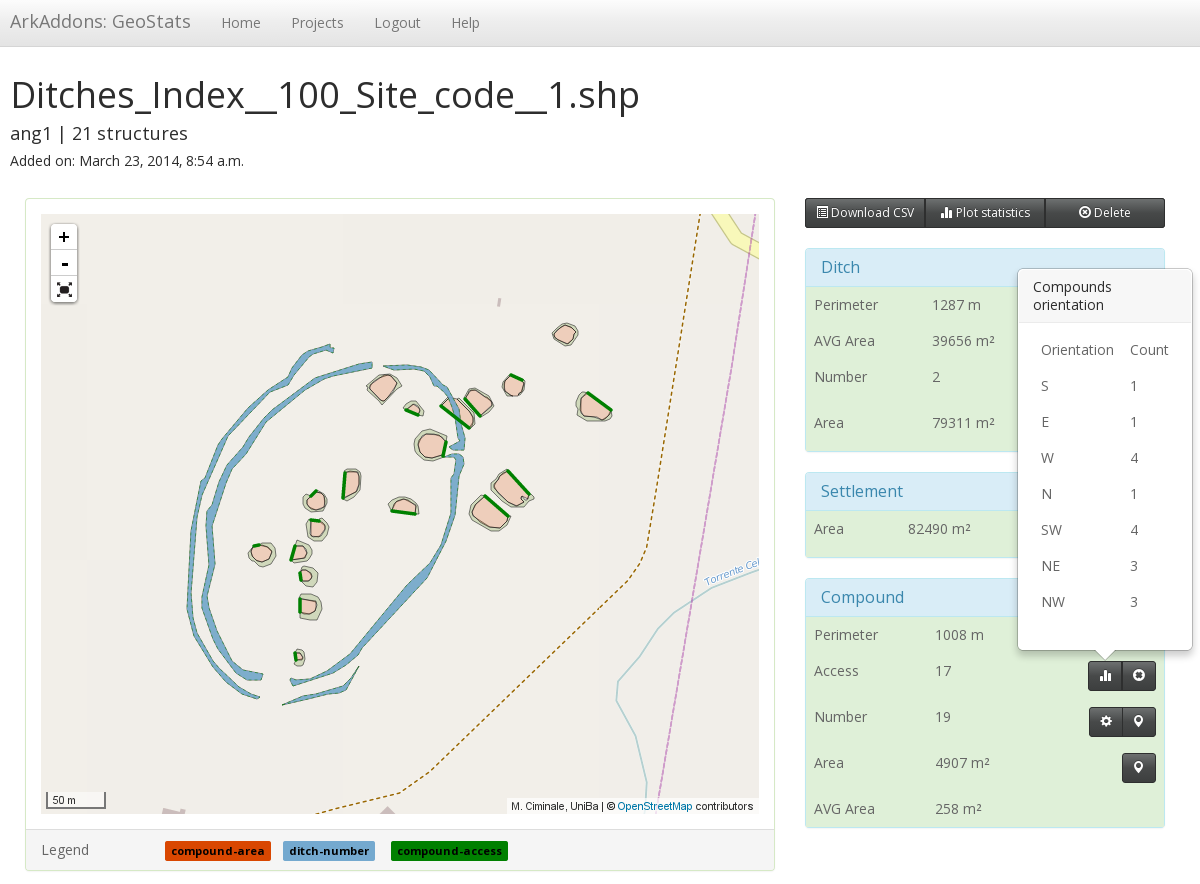 ArkAddons: GeoStats Home Projects Logout Help
Ditches_Index__100_Site_code__1.shp
ang1 | 21 structures
Added on: March 23, 2014, 8:54 a.m.
+
-
Torrente Cel
50 m
M. Ciminale, UniBa | © OpenStreetMap contributors
Legend compound-area ditch-number compound-access
Download CSV Plot statistics Delete
Ditch
Perimeter 1287 m
AVG Area 39656 m²
Number 2
Area 79311 m²
Settlement
Area 82490 m²
Compound
Perimeter 1008 m
Access 17
Number 19
Area 4907 m²
AVG Area 258 m²
Compounds
orientation
Orientation Count
S 1
E 1
W 4
N 1
SW 4
NE 3
NW 3